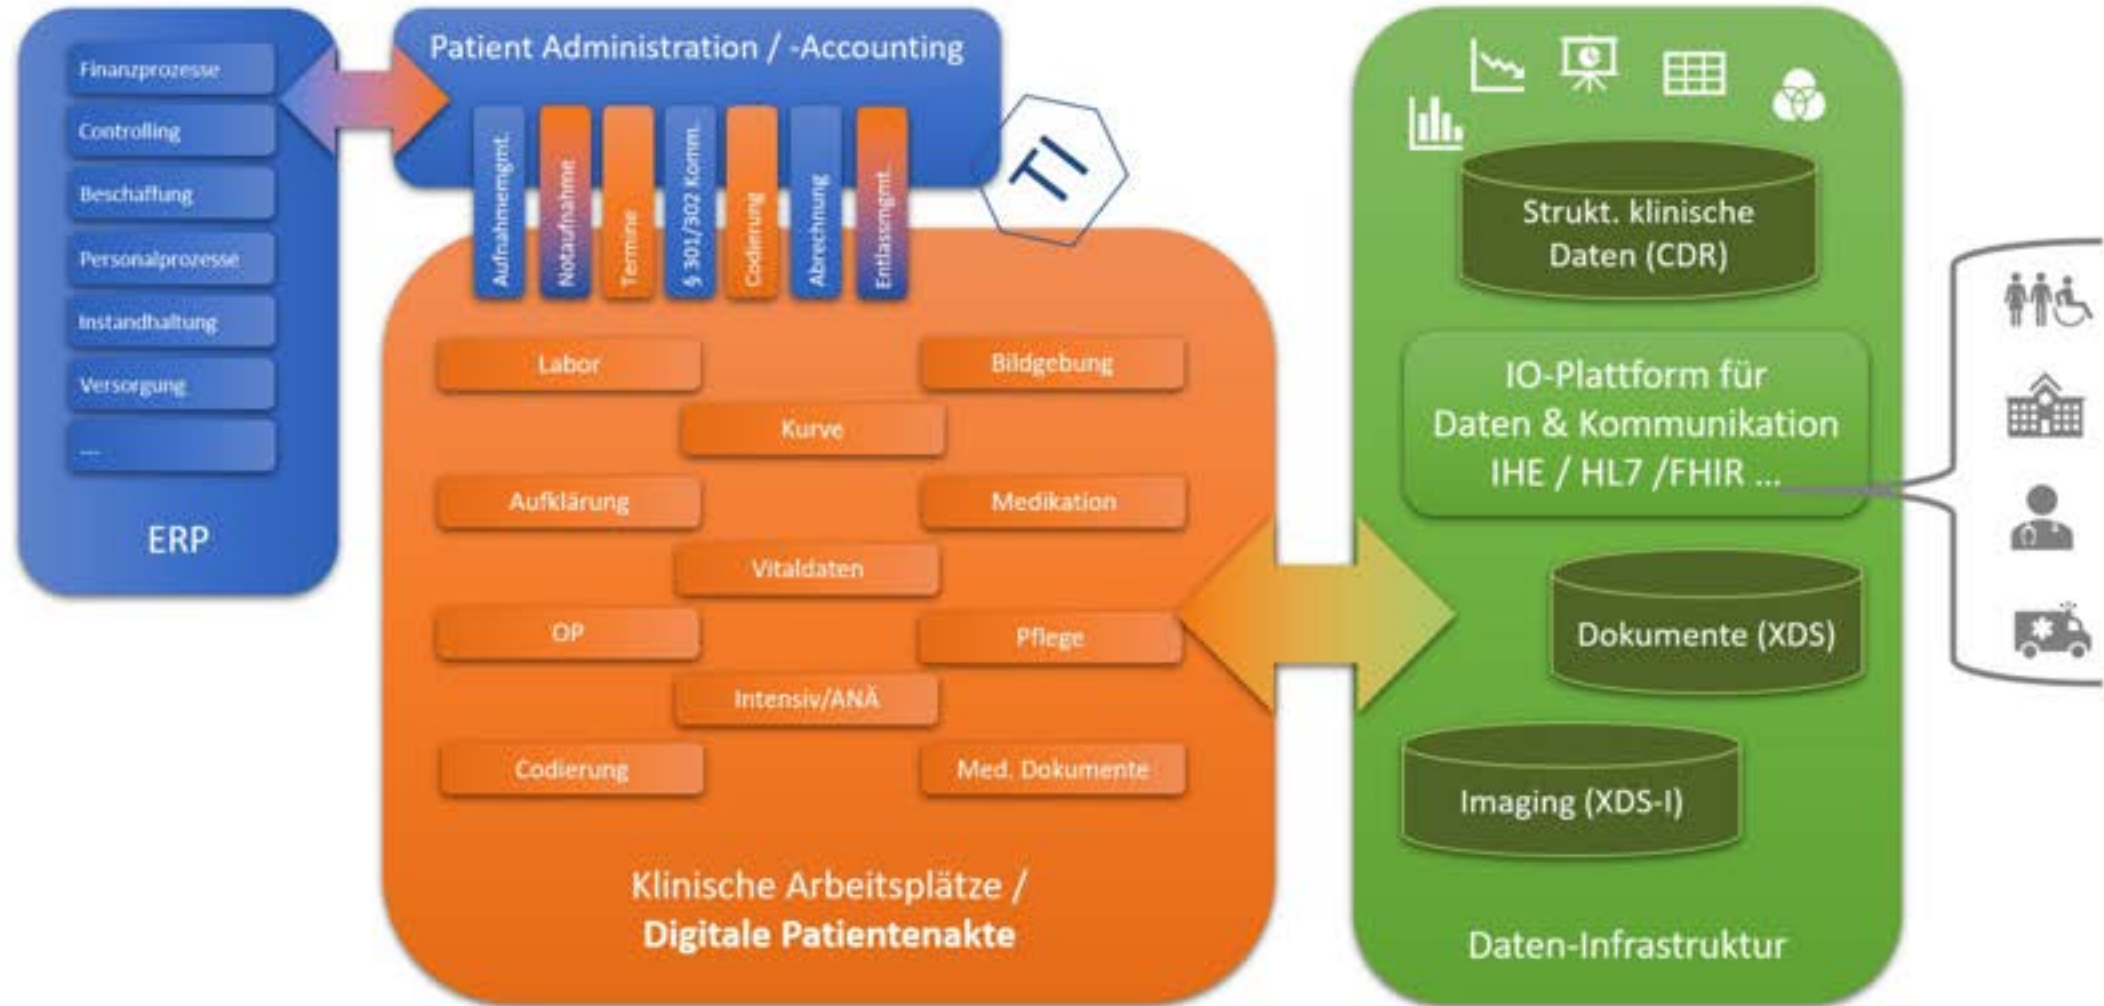 Finanzprozesse
Controlling
Beschaffung
Personalprozesse
Instandhaltung
Versorgung
...
ERP
Patient Administration / -Accounting
Aufnahmemgmt.
Notaufnahme
Termine
§ 301/302 Komm.
Codierung
Abrechnung
Entlassmgmt.
TI
Labor
Bildgebung
Kurve
Aufklärung
Medikation
Vitaldaten
OP
Pflege
Intensiv/ANÄ
Codierung
Med. Dokumente
Klinische Arbeitsplätze /
Digitale Patientenakte
Strukt. klinische
Daten (CDR)
IO-Plattform für
Daten & Kommunikation
IHE / HL7 /FHIR ...
Dokumente (XDS)
Imaging (XDS-I)
Daten-Infrastruktur